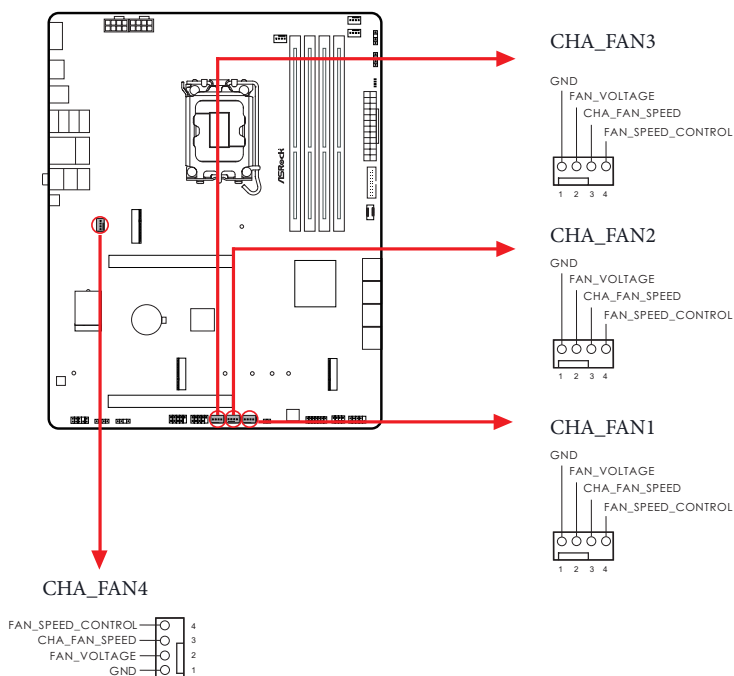 CHA_FAN3
GND
FAN_VOLTAGE
CHA_FAN_SPEED
FAN_SPEED_CONTROL
1 2 3 4
ASRock
CHA_FAN2
GND
FAN_VOLTAGE
CHA_FAN_SPEED
FAN_SPEED_CONTROL
1 2 3 4
CHA_FAN1
GND
FAN_VOLTAGE
CHA_FAN_SPEED
FAN_SPEED_CONTROL
1 2 3 4
CHA_FAN4
FAN_SPEED_CONTROL 4
CHA_FAN_SPEED 3
FAN_VOLTAGE 2
GND 1